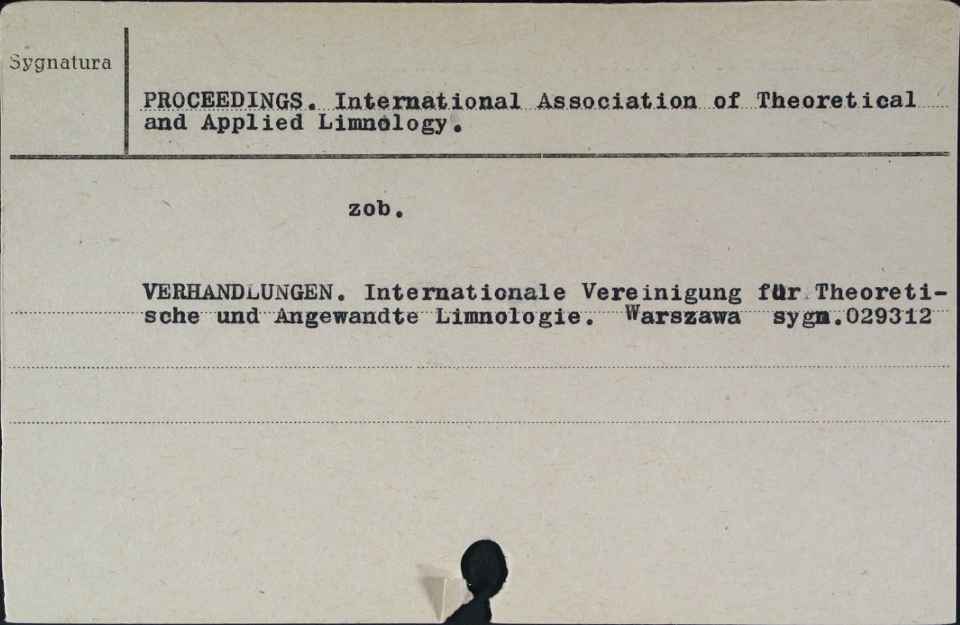 Sygnatura
PROCEEDINGS. International Association of Theoretical
and Applied Limnology.
zob.
VERHANDLUNGEN. Internationale Vereinigung für Theoreti-
sche und Angewandte Limnologie. Warszawa sygn.029312